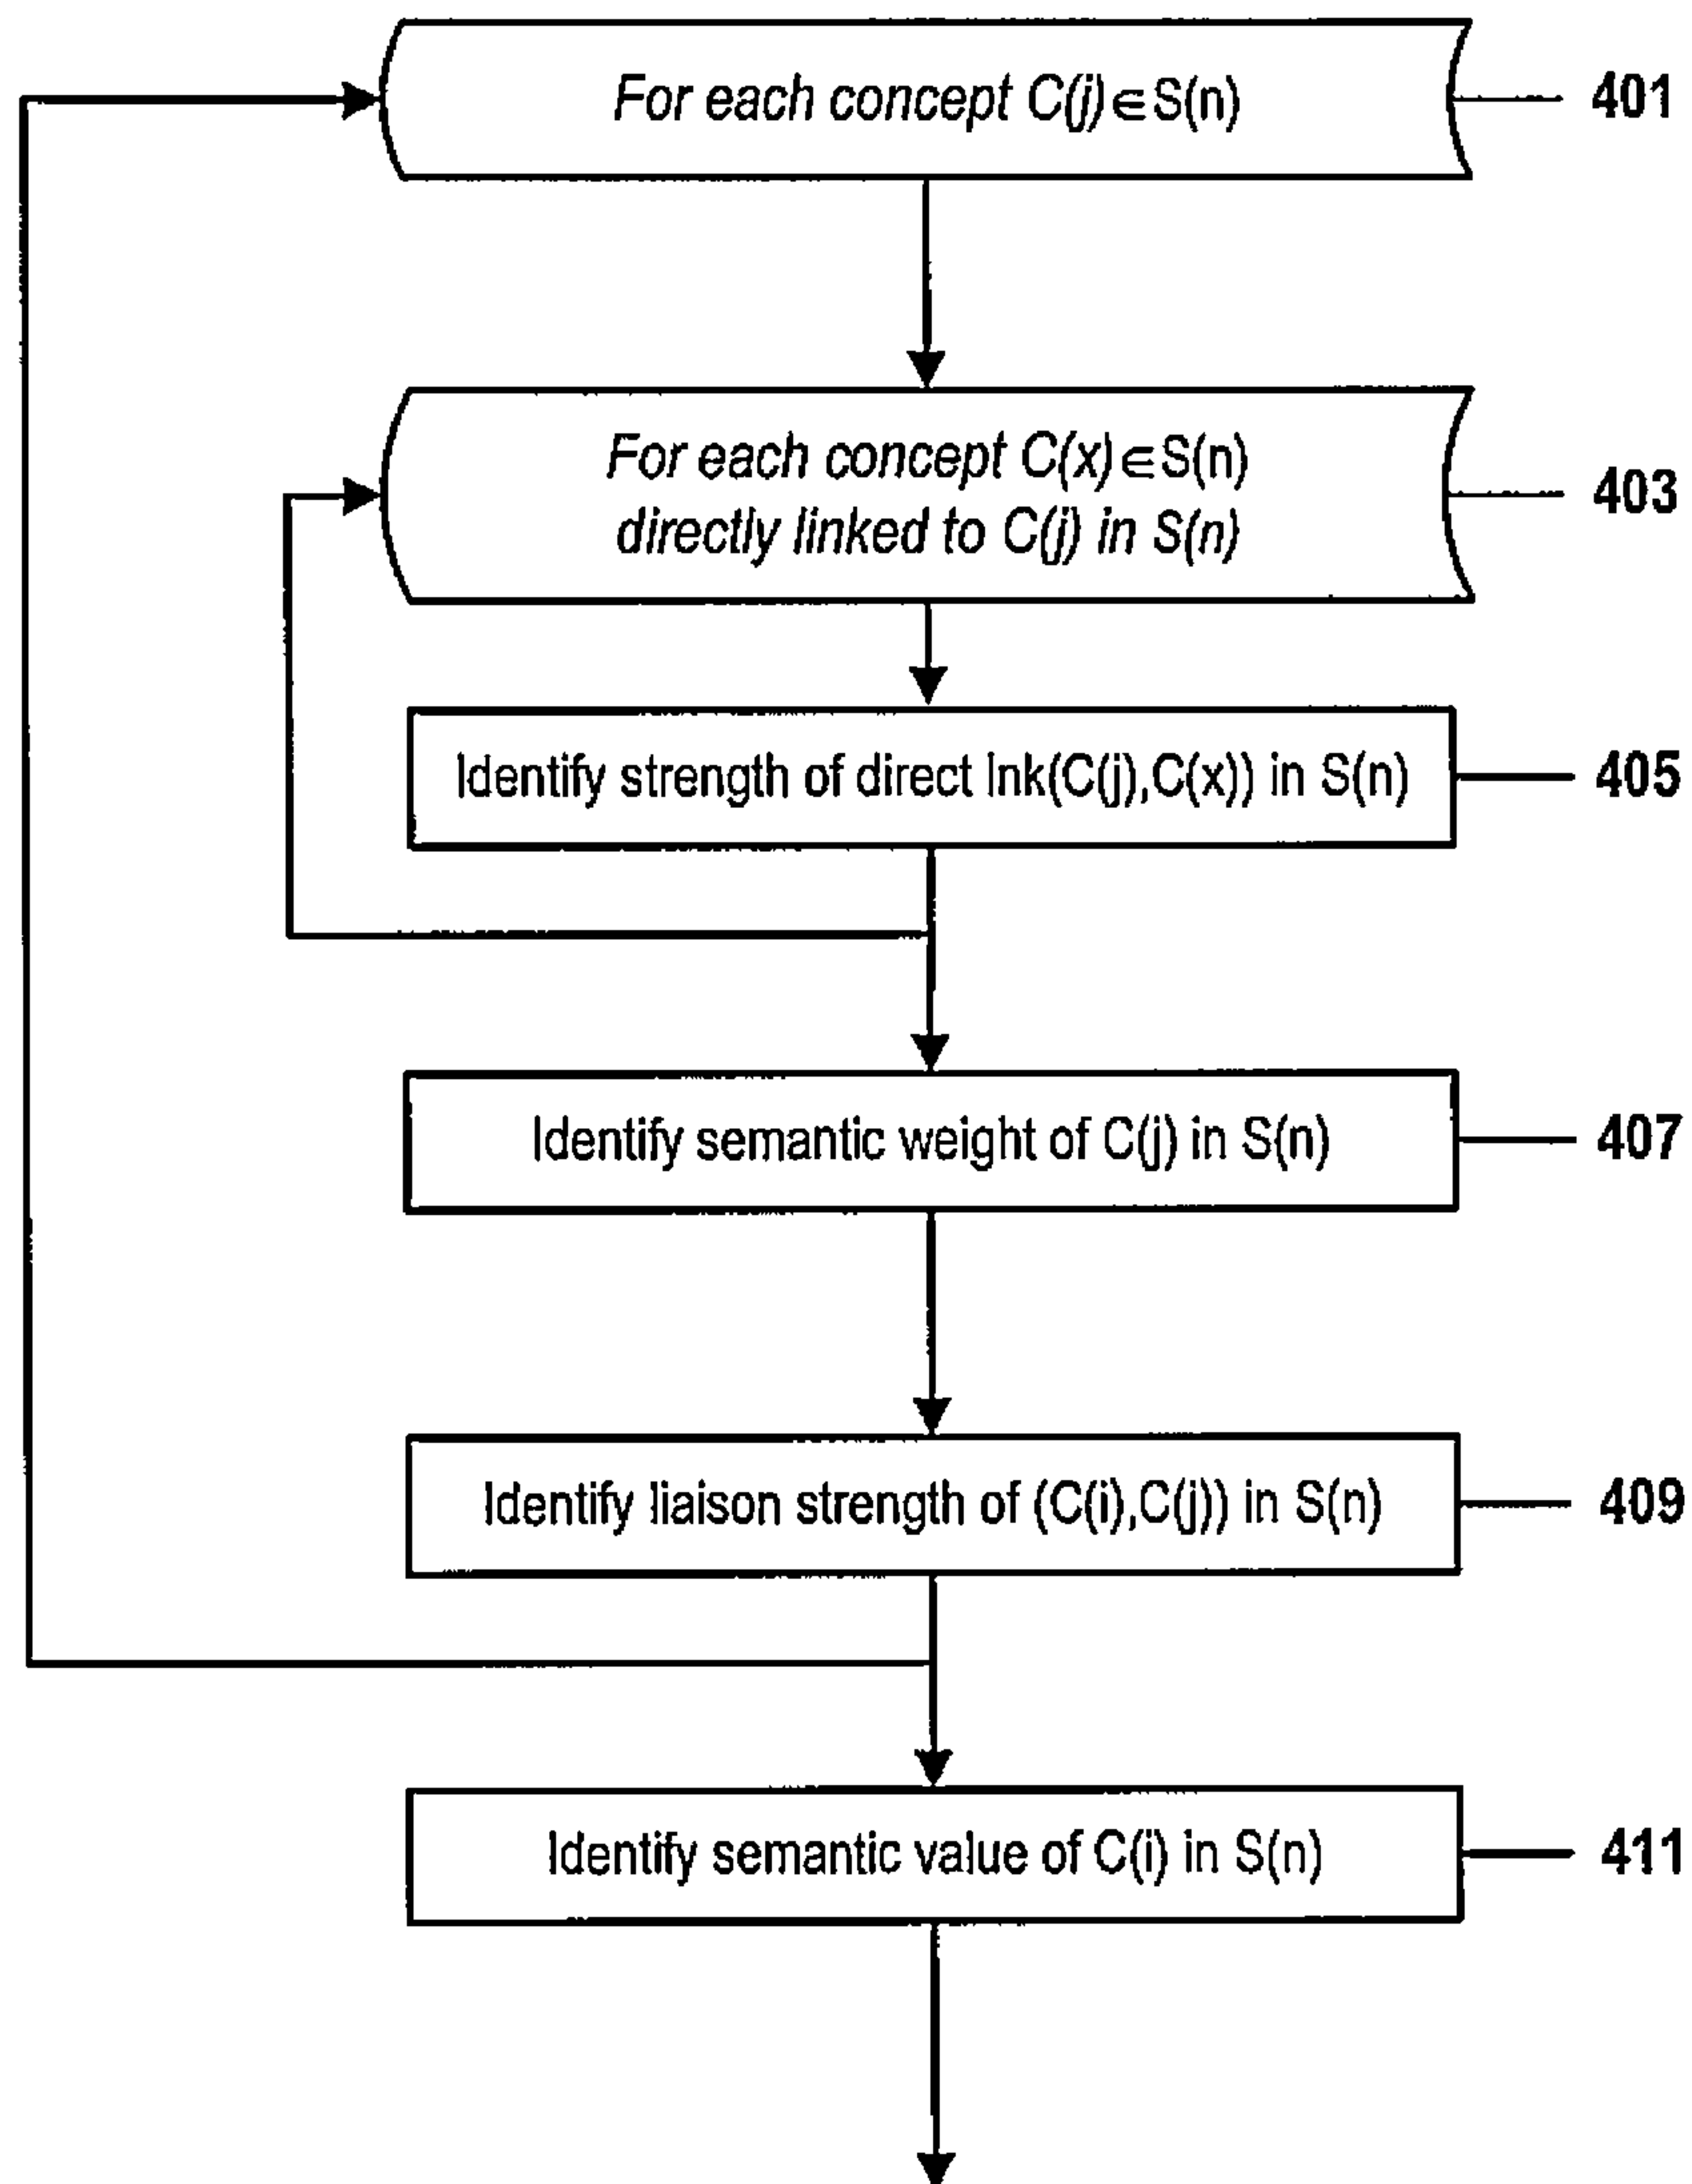 For each concept C(j)∈S(n)
401
For each concept C(x)∈S(n)
directly linked to C(j) in S(n)
403
Identify strength of direct lnk(C(j),C(x)) in S(n)
405
Identify semantic weight of C(j) in S(n)
407
Identify liaison strength of (C(i),C(j)) in S(n)
409
Identify semantic value of C(i) in S(n)
411